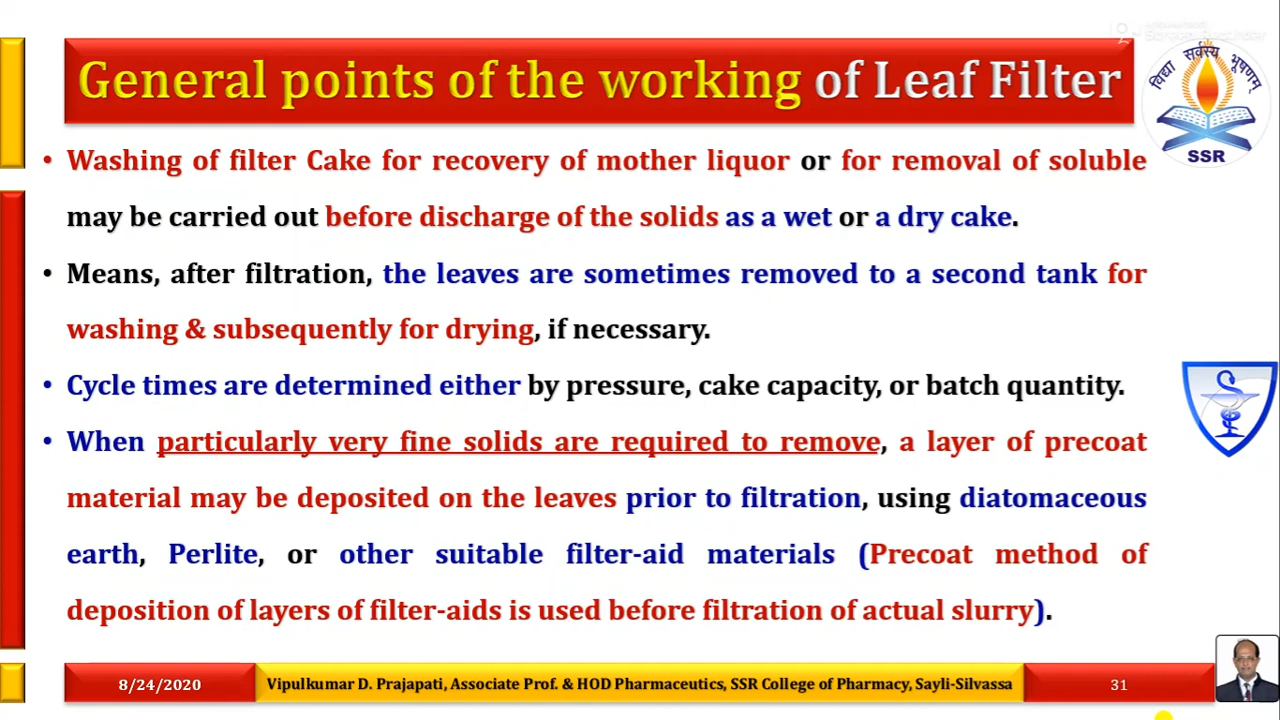 General points of the working of Leaf Filter
विद्या सर्वस्य भूषणम्
SSR
• Washing of filter Cake for recovery of mother liquor or for removal of soluble
may be carried out before discharge of the solids as a wet or a dry cake.
• Means, after filtration, the leaves are sometimes removed to a second tank for
washing & subsequently for drying, if necessary.
• Cycle times are determined either by pressure, cake capacity, or batch quantity.
• When particularly very fine solids are required to remove, a layer of precoat
material may be deposited on the leaves prior to filtration, using diatomaceous
earth, Perlite, or other suitable filter-aid materials (Precoat method of
deposition of layers of filter-aids is used before filtration of actual slurry).
8/24/2020
Vipulkumar D. Prajapati, Associate Prof. & HOD Pharmaceutics, SSR College of Pharmacy, Sayli-Silvassa
31